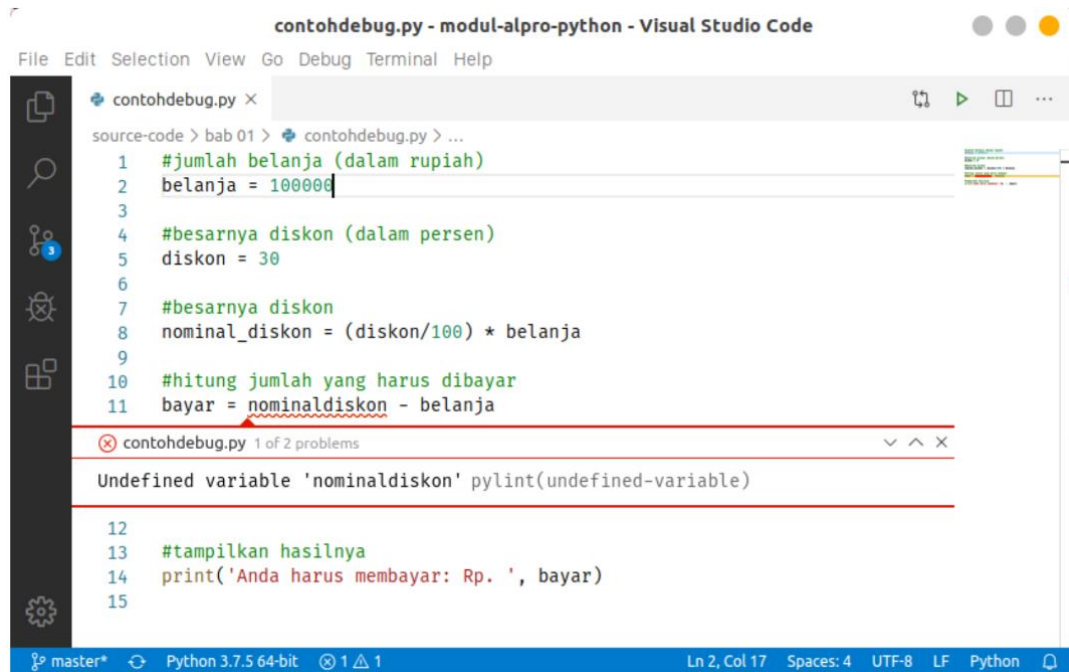 contohdebug.py - modul-alpro-python - Visual Studio Code
File Edit Selection View Go Debug Terminal Help
contohdebug.py
source-code > bab 01 > contohdebug.py > ...
1 #jumlah belanja (dalam rupiah)
2 belanja = 100000
3
4 #besarnya diskon (dalam persen)
5 diskon = 30
6
7 #besarnya diskon
8 nominal_diskon = (diskon/100) * belanja
9
10 #hitung jumlah yang harus dibayar
11 bayar = nominaldiskon - belanja
contohdebug.py 1 of 2 problems
Undefined variable 'nominaldiskon' pylint(undefined-variable)
12
13 #tampilkan hasilnya
14 print('Anda harus membayar: Rp. ', bayar)
15
3
master* Python 3.7.5 64-bit 1 1 Ln 2, Col 17 Spaces: 4 UTF-8 LF Python